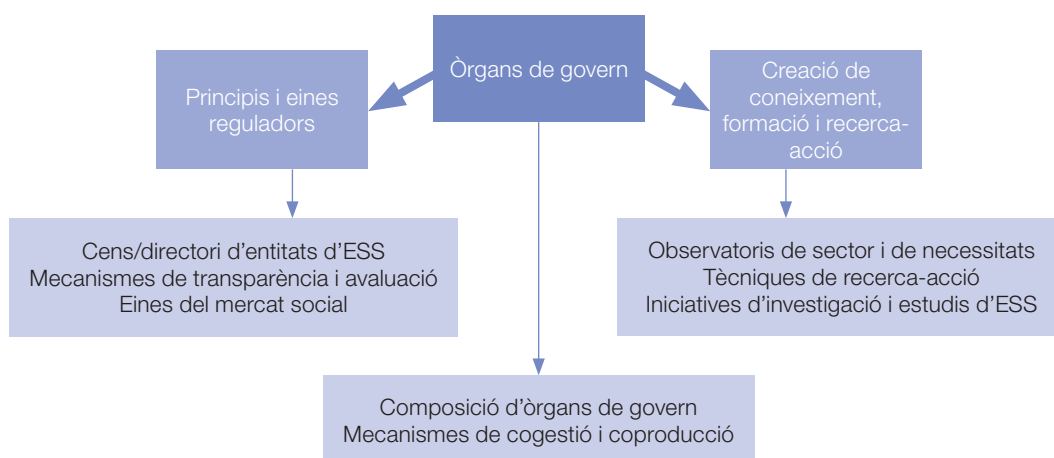 Òrgans de govern
Principis i eines
reguladors
Creació de
coneixement,
formació i recerca-
acció
Cens/directori d’entitats d’ESS
Mecanismes de transparència i avaluació
Eines del mercat social
Observatoris de sector i de necessitats
Tècniques de recerca-acció
Iniciatives d’investigació i estudis d’ESS
Composició d’òrgans de govern
Mecanismes de cogestió i coproducció